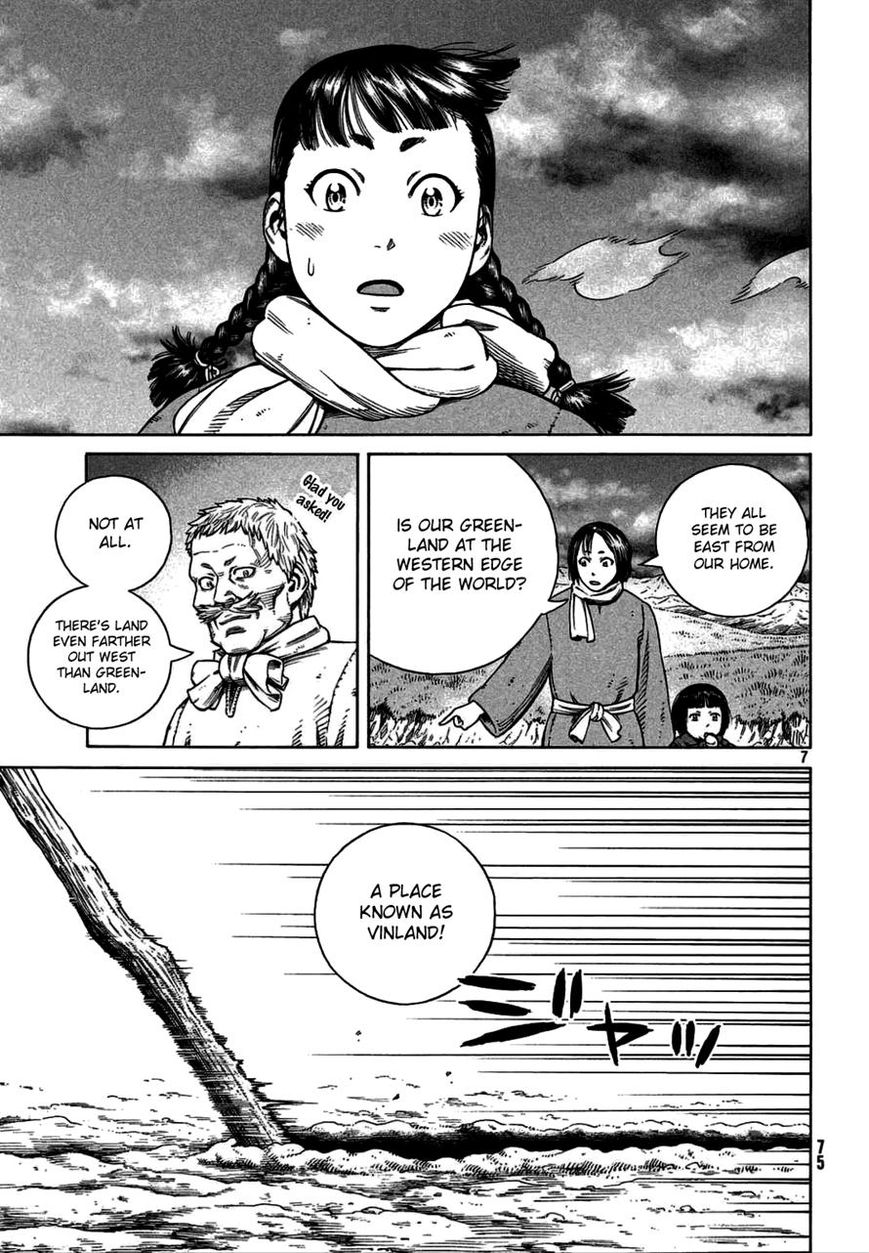 THEY ALL
SEEM TO BE
EAST FROM
OUR HOME.
IS OUR GREEN-
LAND AT THE
WESTERN EDGE
OF THE WORLD?
Glad you
asked!
NOT AT
ALL.
THERE'S LAND
EVEN FARTHER
OUT WEST
THAN GREEN-
LAND.
7
A PLACE
KNOWN AS
VINLAND!
ジャッ
75